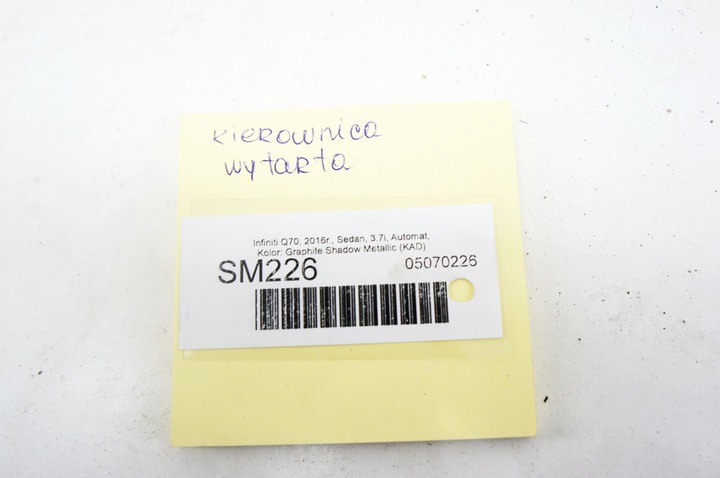 kierownica
wytarta
Infiniti Q70, 2016r., Sedan, 3.7i, Automat,
Kolor: Graphite Shadow Metallic (KAD)
SM226 05070226